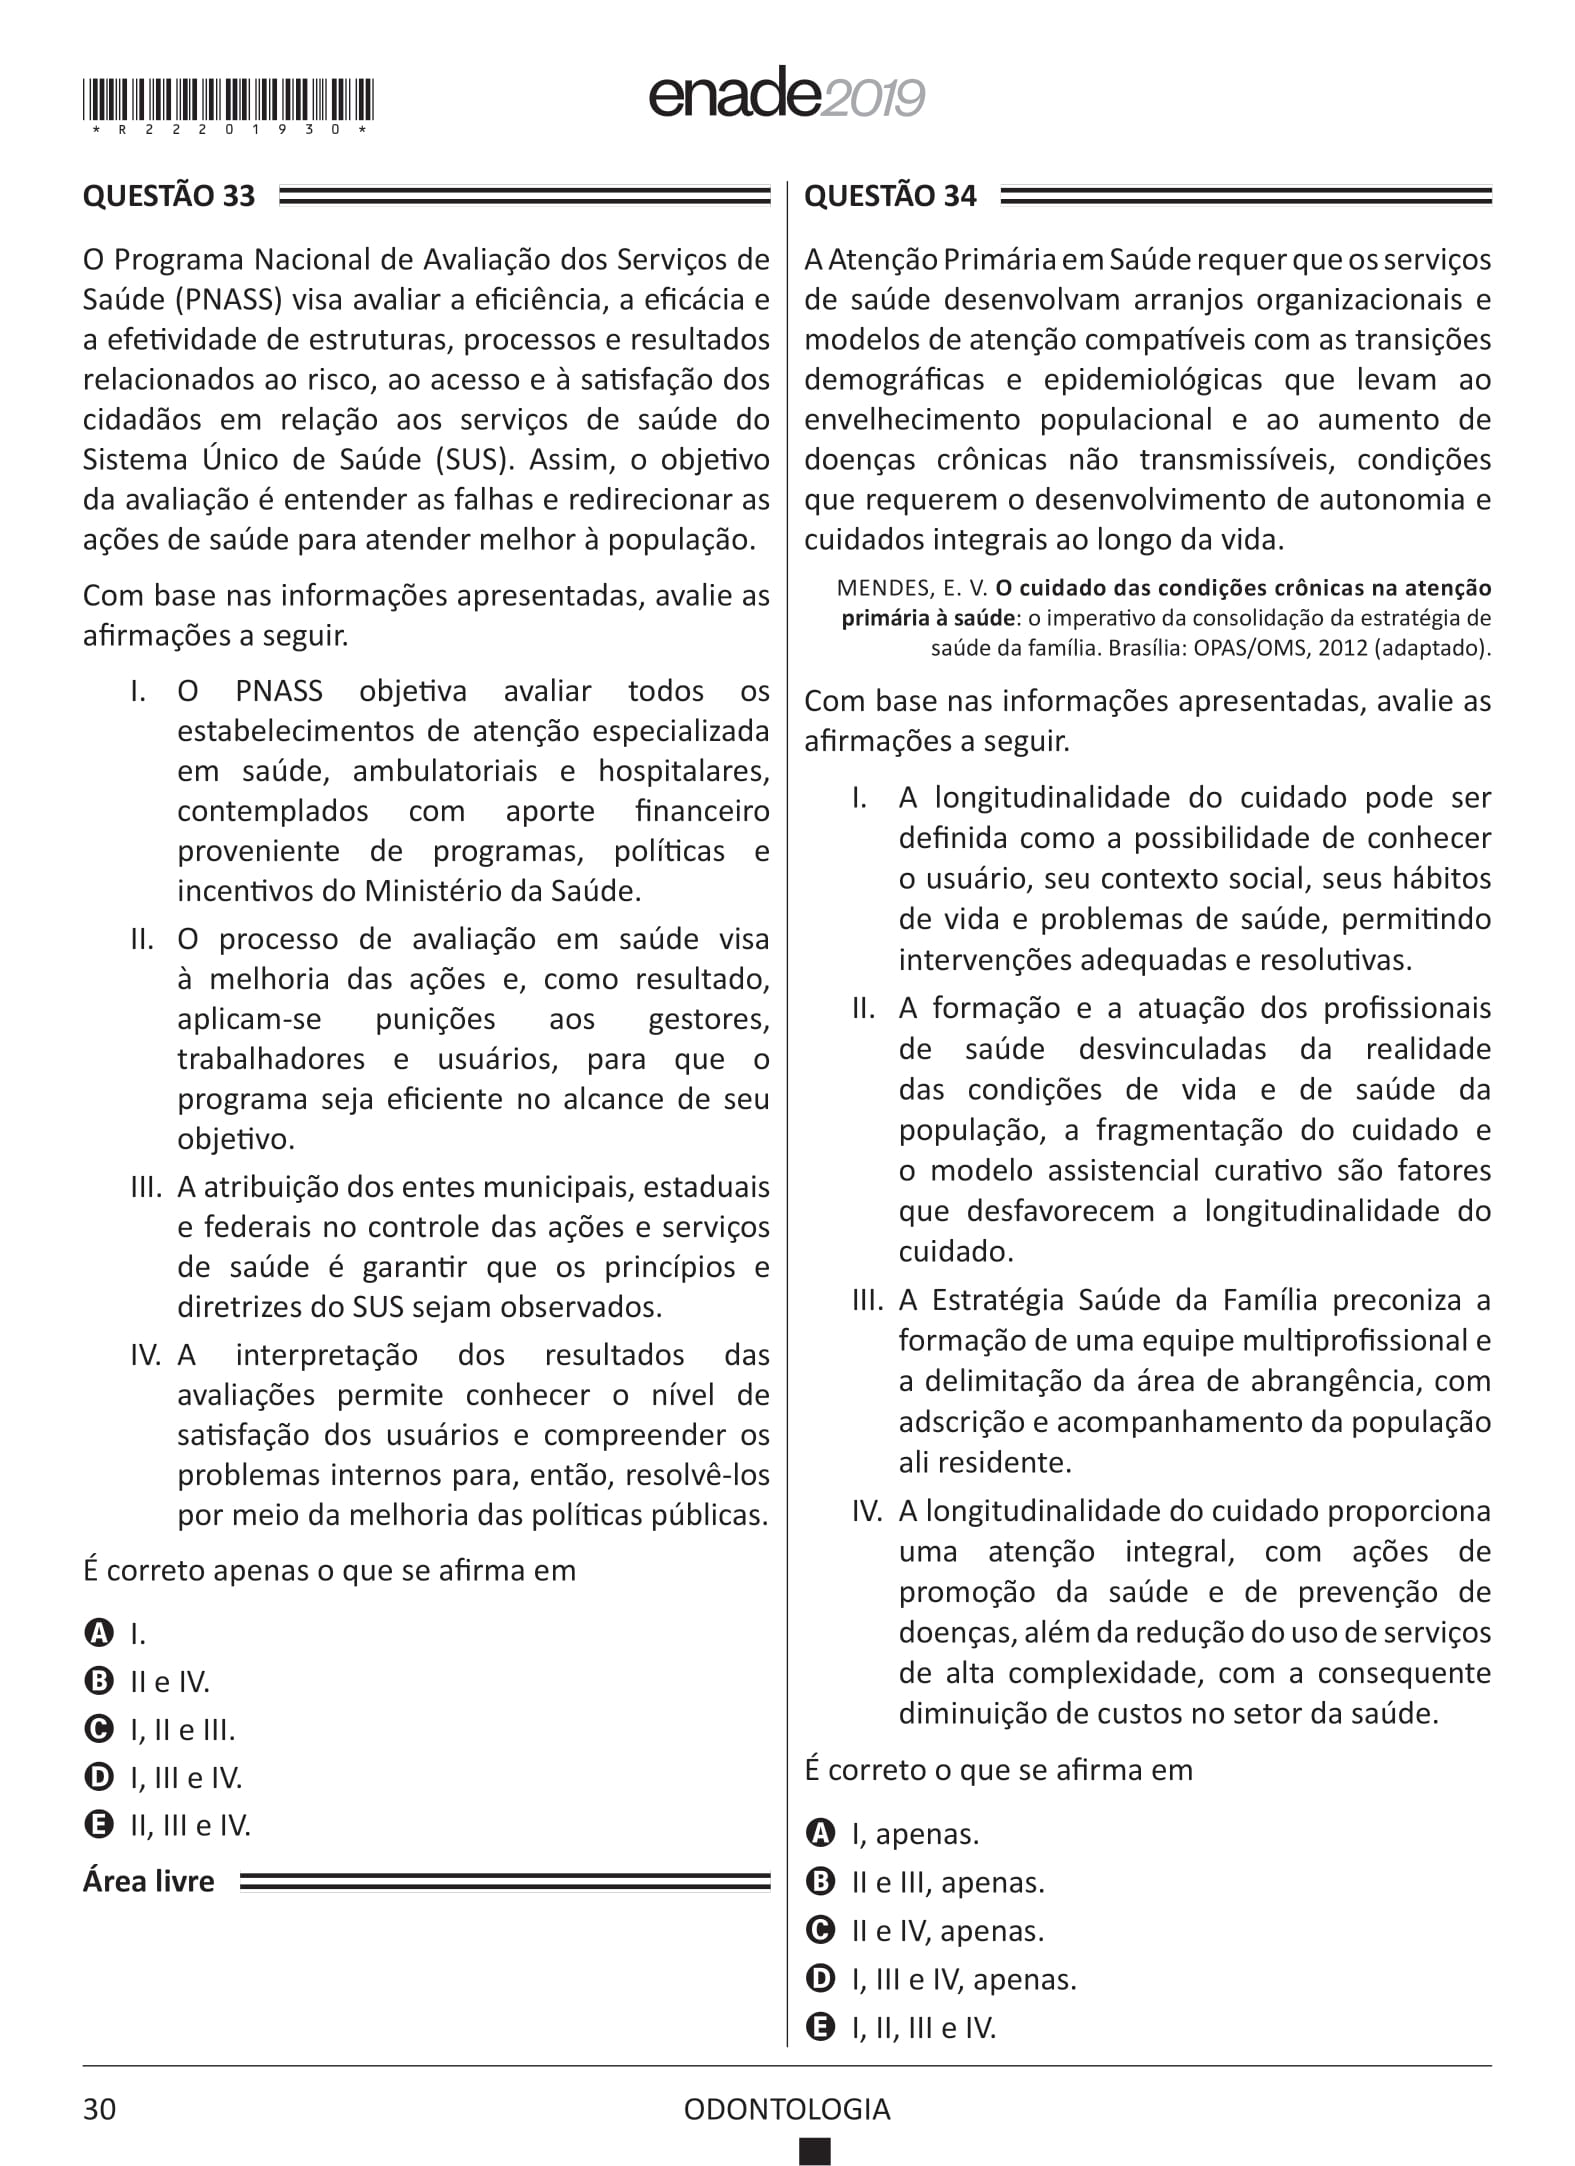 *R22201930*
enade2019
QUESTÃO 33
O Programa Nacional de Avaliação dos Serviços de
Saúde (PNASS) visa avaliar a eficiência, a eficácia e
a efetividade de estruturas, processos e resultados
relacionados ao risco, ao acesso e à satisfação dos
cidadãos em relação aos serviços de saúde do
Sistema Único de Saúde (SUS). Assim, o objetivo
da avaliação é entender as falhas e redirecionar as
ações de saúde para atender melhor à população.
Com base nas informações apresentadas, avalie as
afirmações a seguir.
I. O PNASS objetiva avaliar todos os
estabelecimentos de atenção especializada
em saúde, ambulatoriais e hospitalares,
contemplados com aporte financeiro
proveniente de programas, políticas e
incentivos do Ministério da Saúde.
II. O processo de avaliação em saúde visa
à melhoria das ações e, como resultado,
aplicam-se punições aos gestores,
trabalhadores e usuários, para que o
programa seja eficiente no alcance de seu
objetivo.
III. A atribuição dos entes municipais, estaduais
e federais no controle das ações e serviços
de saúde é garantir que os princípios e
diretrizes do SUS sejam observados.
IV. A interpretação dos resultados das
avaliações permite conhecer o nível de
satisfação dos usuários e compreender os
problemas internos para, então, resolvê-los
por meio da melhoria das políticas públicas.
É correto apenas o que se afirma em
A I.
B II e IV.
C I, II e III.
D I, III e IV.
E II, III e IV.
Área livre
QUESTÃO 34
A Atenção Primária em Saúde requer que os serviços
de saúde desenvolvam arranjos organizacionais e
modelos de atenção compatíveis com as transições
demográficas e epidemiológicas que levam ao
envelhecimento populacional e ao aumento de
doenças crônicas não transmissíveis, condições
que requerem o desenvolvimento de autonomia e
cuidados integrais ao longo da vida.
MENDES, E. V. O cuidado das condições crônicas na atenção
primária à saúde: o imperativo da consolidação da estratégia de
saúde da família. Brasília: OPAS/OMS, 2012 (adaptado).
Com base nas informações apresentadas, avalie as
afirmações a seguir.
I. A longitudinalidade do cuidado pode ser
definida como a possibilidade de conhecer
o usuário, seu contexto social, seus hábitos
de vida e problemas de saúde, permitindo
intervenções adequadas e resolutivas.
II. A formação e a atuação dos profissionais
de saúde desvinculadas da realidade
das condições de vida e de saúde da
população, a fragmentação do cuidado e
o modelo assistencial curativo são fatores
que desfavorecem a longitudinalidade do
cuidado.
III. A Estratégia Saúde da Família preconiza a
formação de uma equipe multiprofissional e
a delimitação da área de abrangência, com
adscrição e acompanhamento da população
ali residente.
IV. A longitudinalidade do cuidado proporciona
uma atenção integral, com ações de
promoção da saúde e de prevenção de
doenças, além da redução do uso de serviços
de alta complexidade, com a consequente
diminuição de custos no setor da saúde.
É correto o que se afirma em
A I, apenas.
B II e III, apenas.
C II e IV, apenas.
D I, III e IV, apenas.
E I, II, III e IV.
30
ODONTOLOGIA